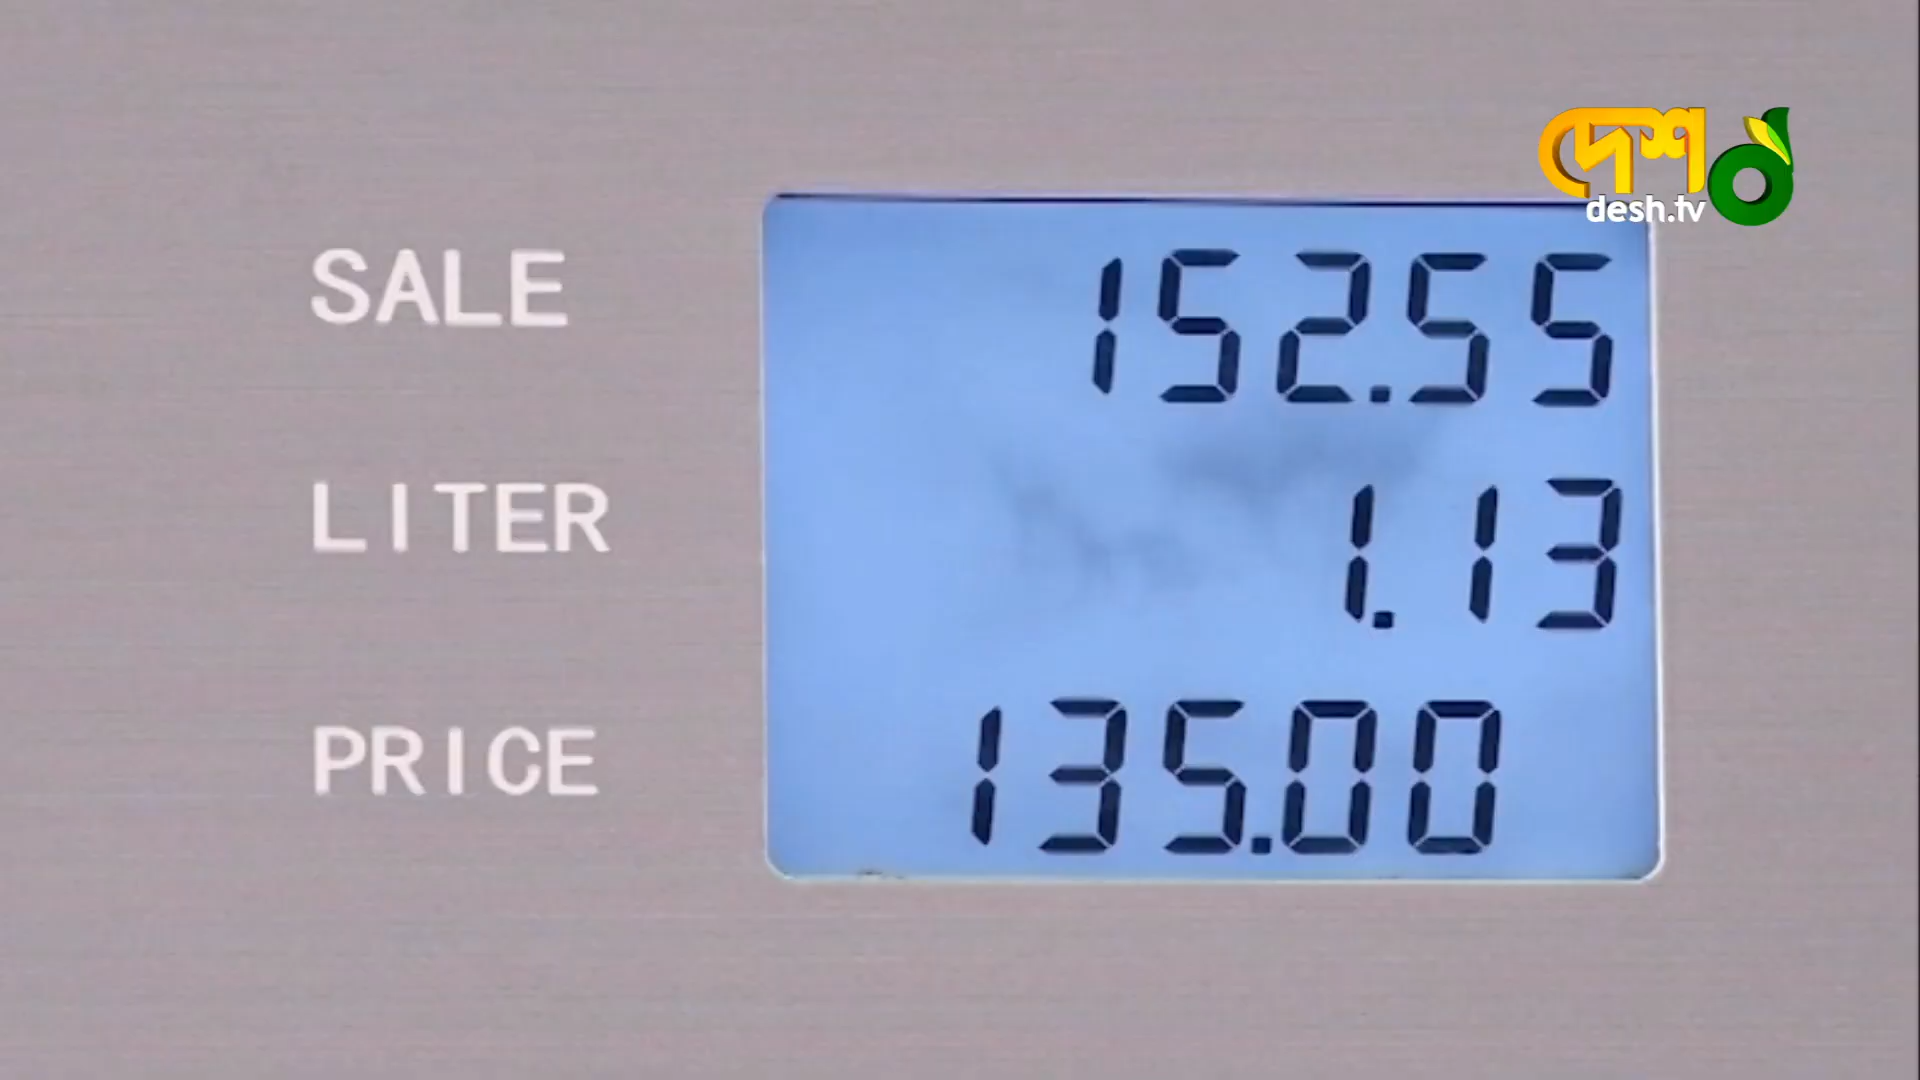 দেশ
desh.tv
SALE 152.55
LITER 1.13
PRICE 135.00